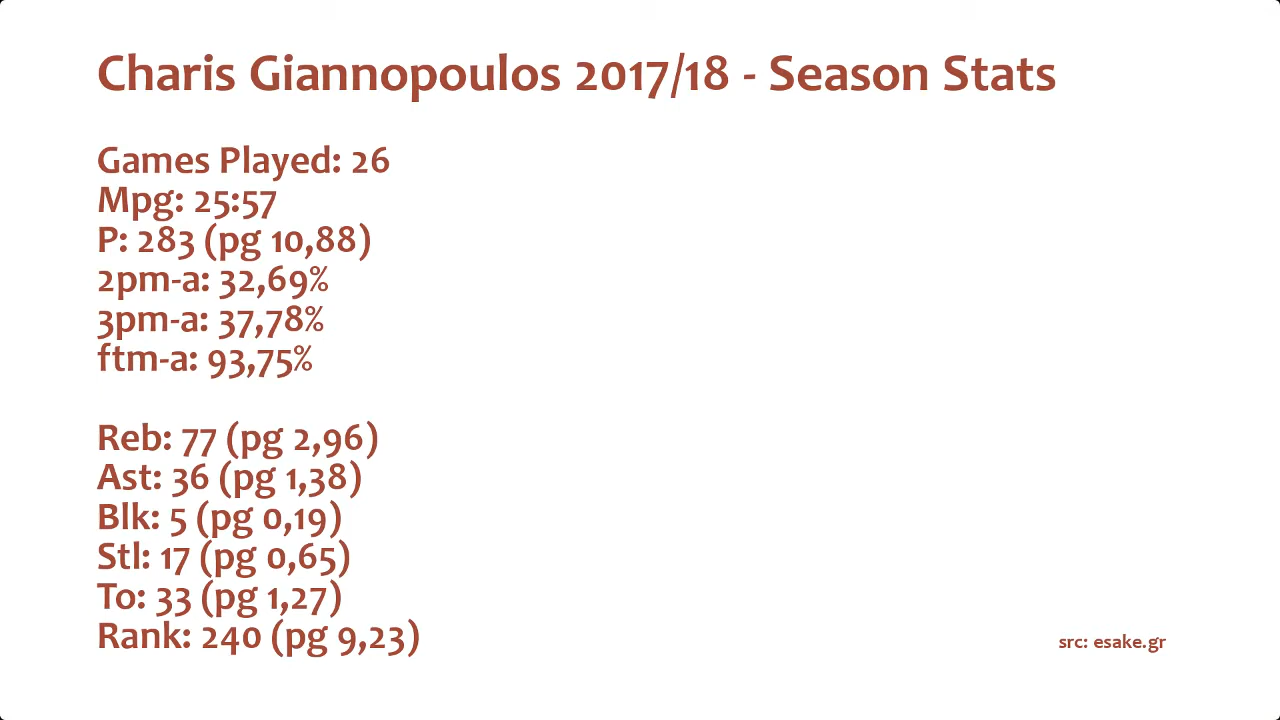 Charis Giannopoulos 2017/18 - Season Stats
Games Played: 26
Mpg: 25:57
P: 283 (pg 10,88)
2pm-a: 32,69%
3pm-a: 37,78%
ftm-a: 93,75%
Reb: 77 (pg 2,96)
Ast: 36 (pg 1,38)
Blk: 5 (pg 0,19)
Stl: 17 (pg 0,65)
To: 33 (pg 1,27)
Rank: 240 (pg 9,23)
src: esake.gr